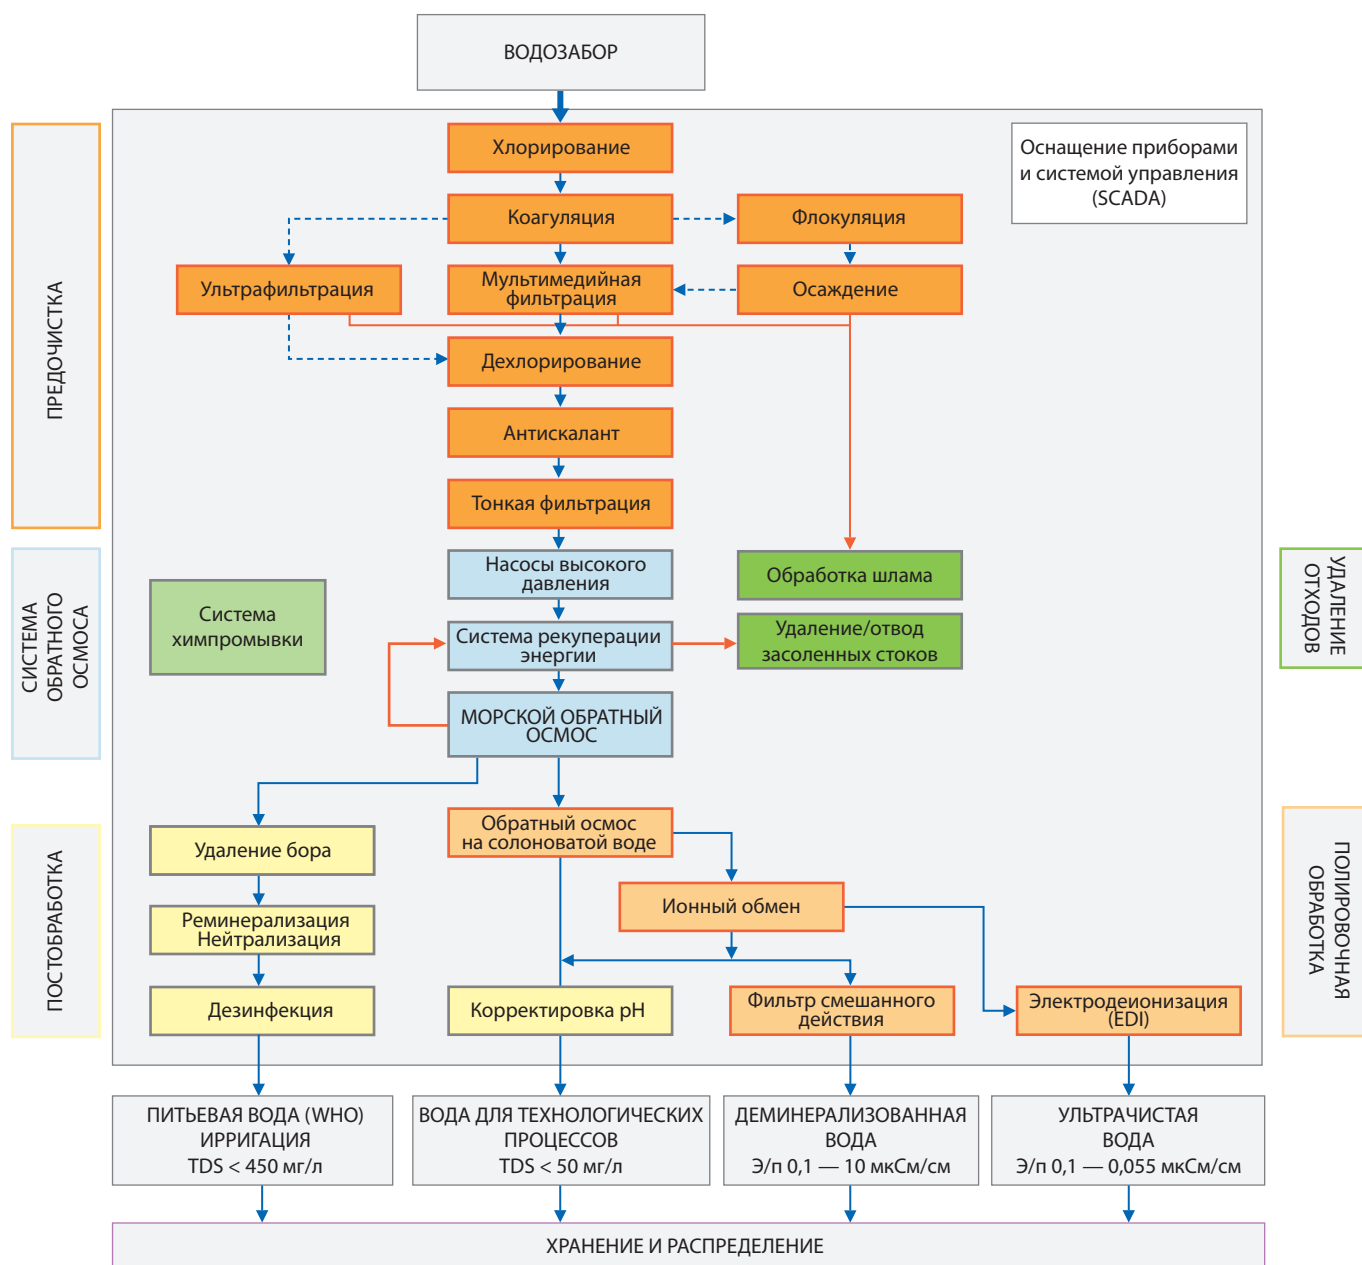 ВОДОЗАБОР
Хлорирование
Оснащение приборами
и системой управления
(SCADA)
Коагуляция
Флокуляция
Ультрафильтрация
Мультимедийная
фильтрация
Осаждение
Дехлорирование
Антискалант
Тонкая фильтрация
ПРЕДОЧИСТКА
Насосы высокого
давления
Обработка шлама
Система
химпромывки
Система рекуперации
энергии
Удаление/отвод
засоленных стоков
МОРСКОЙ ОБРАТНЫЙ
ОСМОС
СИСТЕМА
ОБРАТНОГО
ОСМОСА
УДАЛЕНИЕ
ОТХОДОВ
Удаление бора
Обратный осмос
на солоноватой воде
Ионный обмен
Реминерализация
Нейтрализация
Дезинфекция
Корректировка pH
Фильтр смешанного
действия
Электродеионизация
(EDI)
ПОСТОБРАБОТКА
ПОЛИРОВОЧНАЯ
ОБРАБОТКА
ПИТЬЕВАЯ ВОДА (WHO)
ИРРИГАЦИЯ
TDS < 450 мг/л
ВОДА ДЛЯ ТЕХНОЛОГИЧЕСКИХ
ПРОЦЕССОВ
TDS < 50 мг/л
ДЕМИНЕРАЛИЗОВАННАЯ
ВОДА
Э/п 0,1 — 10 мкСм/см
УЛЬТРАЧИСТАЯ
ВОДА
Э/п 0,1 — 0,055 мкСм/см
ХРАНЕНИЕ И РАСПРЕДЕЛЕНИЕ